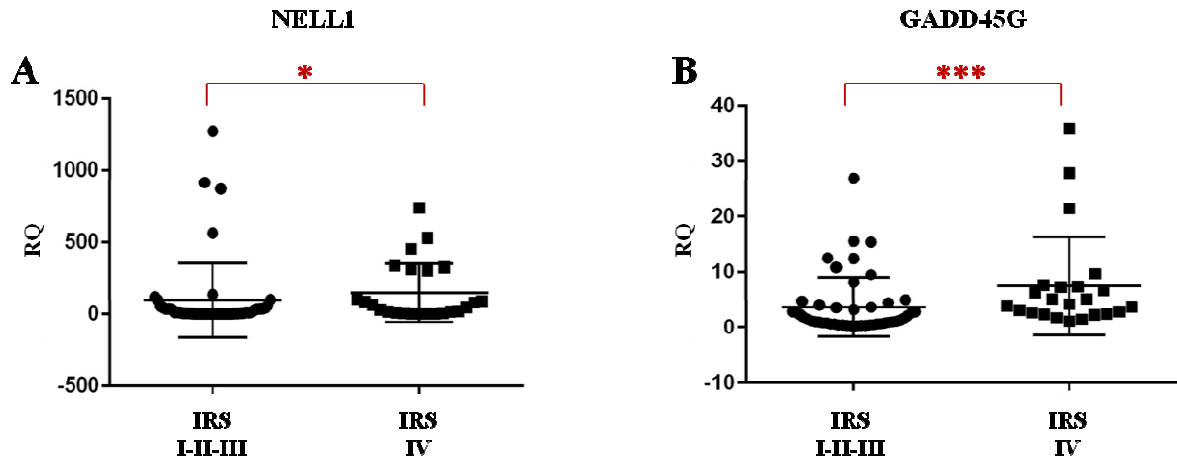 NELL1
GADD45G
A
*
1500
1000
500
0
-500
RQ
IRS
I-II-III
IRS
IV
B
***
40
30
20
10
0
-10
RQ
IRS
I-II-III
IRS
IV